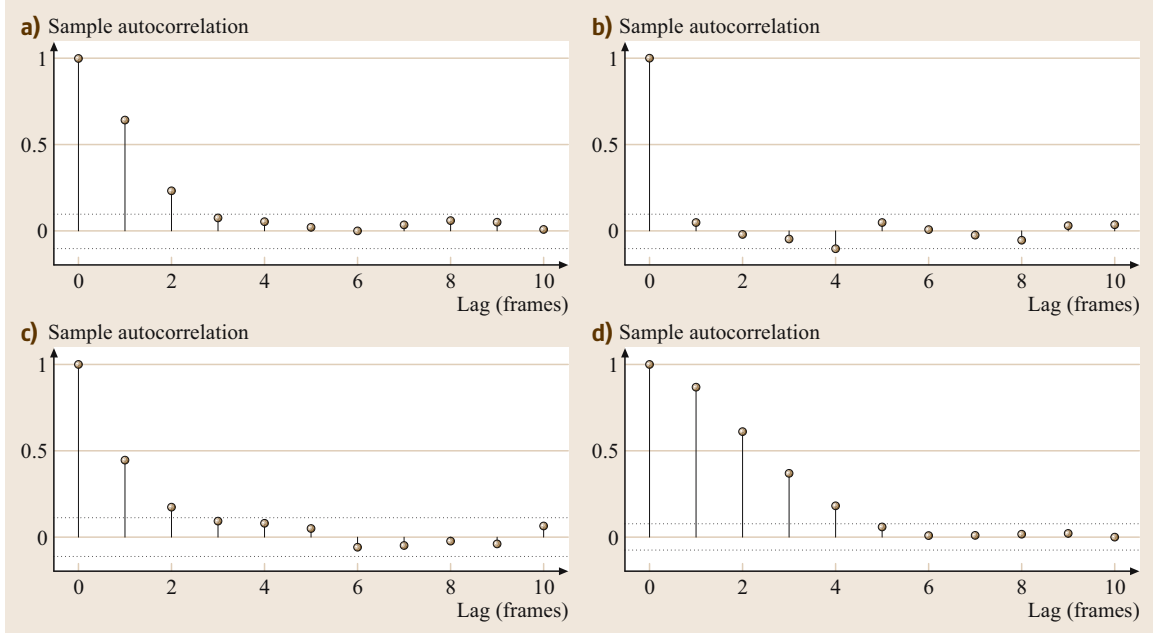 a) Sample autocorrelation
1
0.5
0
0 2 4 6 8 10
Lag (frames)
b) Sample autocorrelation
1
0.5
0
0 2 4 6 8 10
Lag (frames)
c) Sample autocorrelation
1
0.5
0
0 2 4 6 8 10
Lag (frames)
d) Sample autocorrelation
1
0.5
0
0 2 4 6 8 10
Lag (frames)